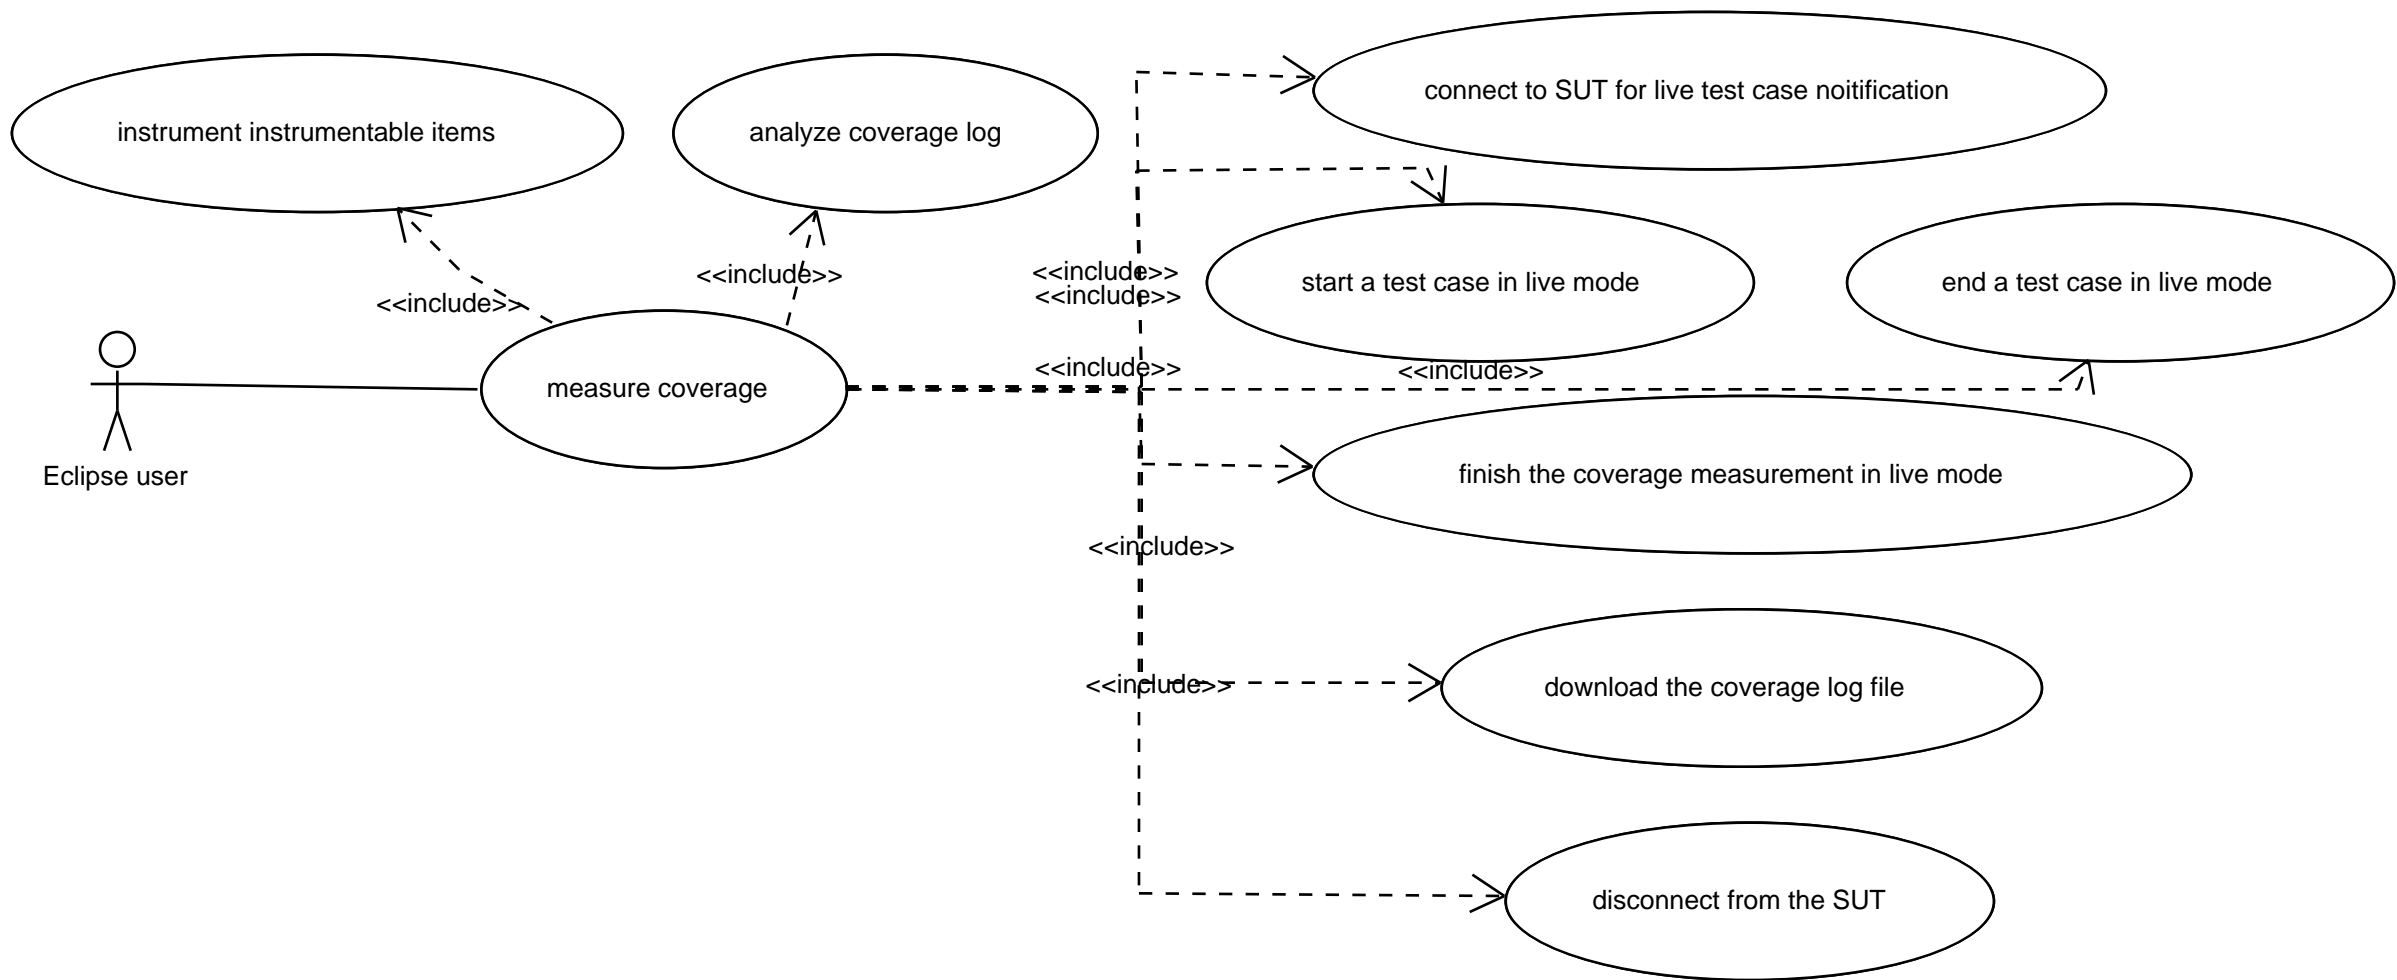 connect to SUT for live test case noitification
instrument instrumentable items
analyze coverage log
<<include>>
<<include>>
<<include>>
<<include>>
start a test case in live mode
end a test case in live mode
<<include>>
<<include>>
<<include>>
measure coverage
Eclipse user
finish the coverage measurement in live mode
<<include>>
<<include>>
download the coverage log file
disconnect from the SUT